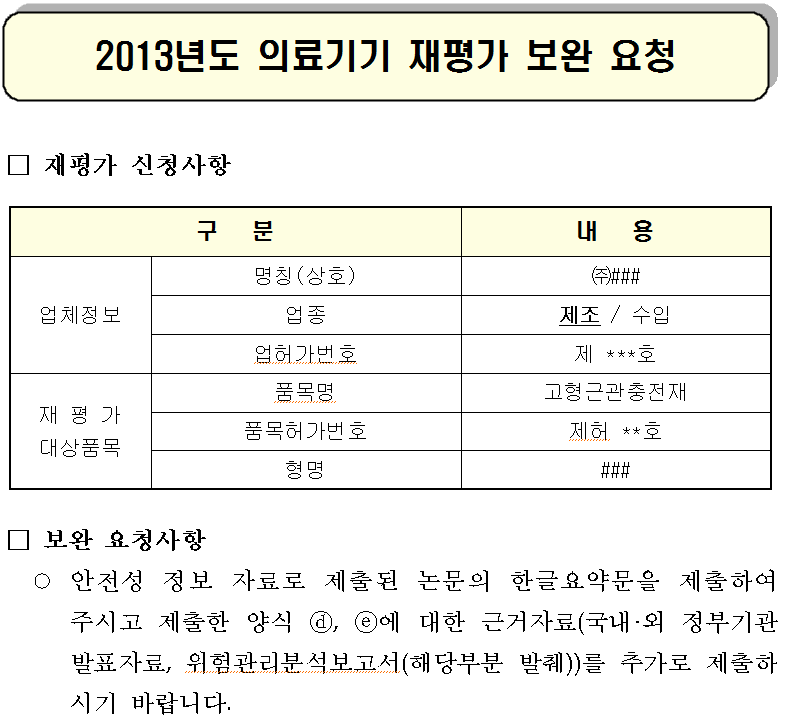 2013년도 의료기기 재평가 보완 요청
□ 재평가 신청사항
구 분 내 용
업체정보 명칭(상호) ㈜###
업종 제조 / 수입
업허가번호 제 ***호
재 평 가 대상품목 품목명 고형근관충전재
품목허가번호 제허 **호
형명 ###
□ 보완 요청사항
○ 안전성 정보 자료로 제출된 논문의 한글요약문을 제출하여
주시고 제출한 양식 ⓓ, ⓔ에 대한 근거자료(국내·외 정부기관
발표자료, 위험관리분석보고서(해당부분 발췌))를 추가로 제출하
시기 바랍니다.